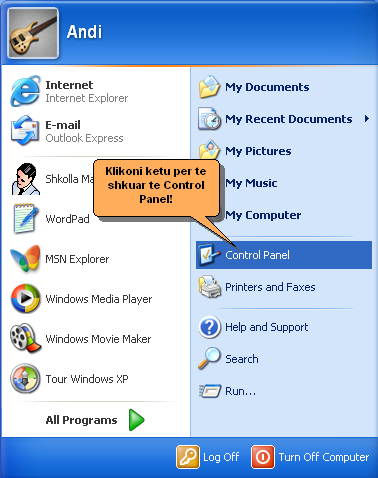 Andi
Internet
Internet Explorer
E-mail
Outlook Express
Shkolla Ma
WordPad
MSN Explorer
Windows Media Player
Windows Movie Maker
Tour Windows XP
All Programs
My Documents
My Recent Documents
My Pictures
My Music
My Computer
Klikoni ketu per te
shkuar te Control
Panel!
Control Panel
Printers and Faxes
Help and Support
Search
Run...
Log Off
Turn Off Computer